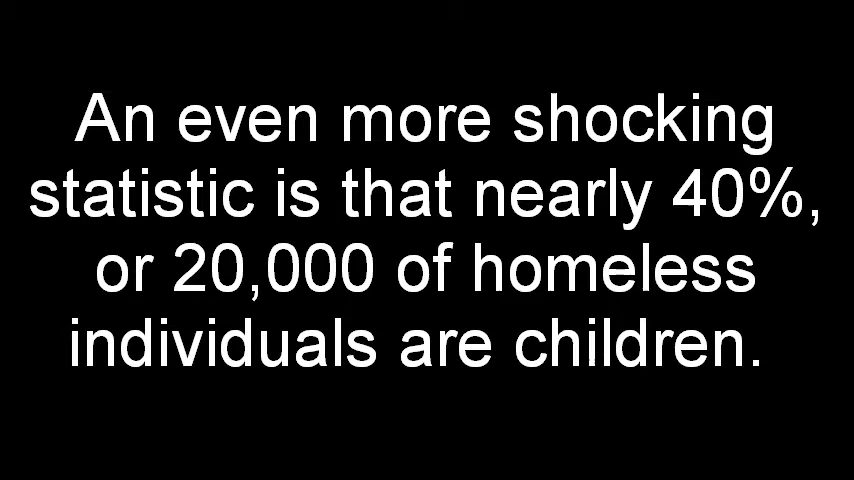 An even more shocking
statistic is that nearly 40%,
or 20,000 of homeless
individuals are children.